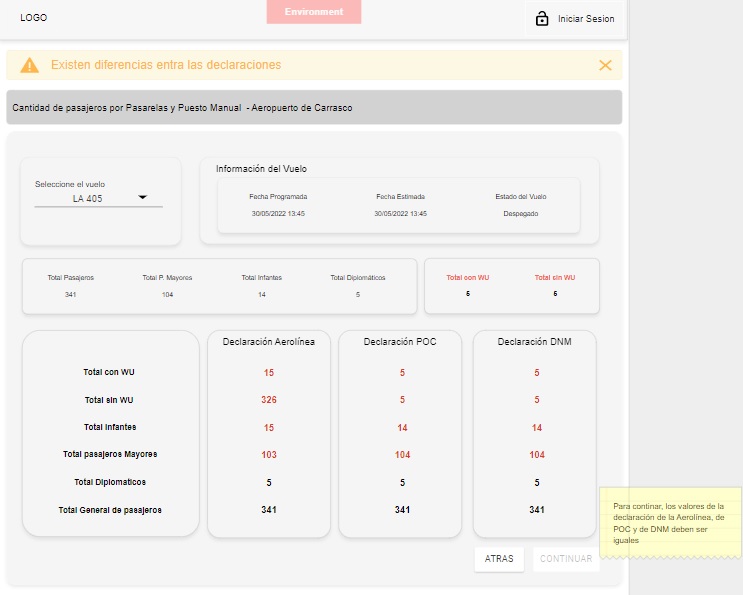 LOGO
Environment
Iniciar Sesion
Existen diferencias entra las declaraciones
Cantidad de pasajeros por Pasarelas y Puesto Manual - Aeropuerto de Carrasco
Seleccione el vuelo
LA 405
Información del Vuelo
Fecha Programada Fecha Estimada Estado del Vuelo
30/05/2022 13:45 30/05/2022 13:45 Despegado
Total Pasajeros Total P. Mayores Total Infantes Total Diplomáticos Total con WU Total sin WU
341 104 14 5 5 5
Declaración Aerolínea Declaración POC Declaración DNM
Total con WU 15 5 5
Total sin WU 326 5 5
Total Infantes 15 14 14
Total pasajeros Mayores 103 104 104
Total Diplomaticos 5 5 5
Total General de pasajeros 341 341 341
Para continar, los valores de la
declaración de la Aerolínea, de
POC y de DNM deben ser
iguales
ATRAS CONTINUAR